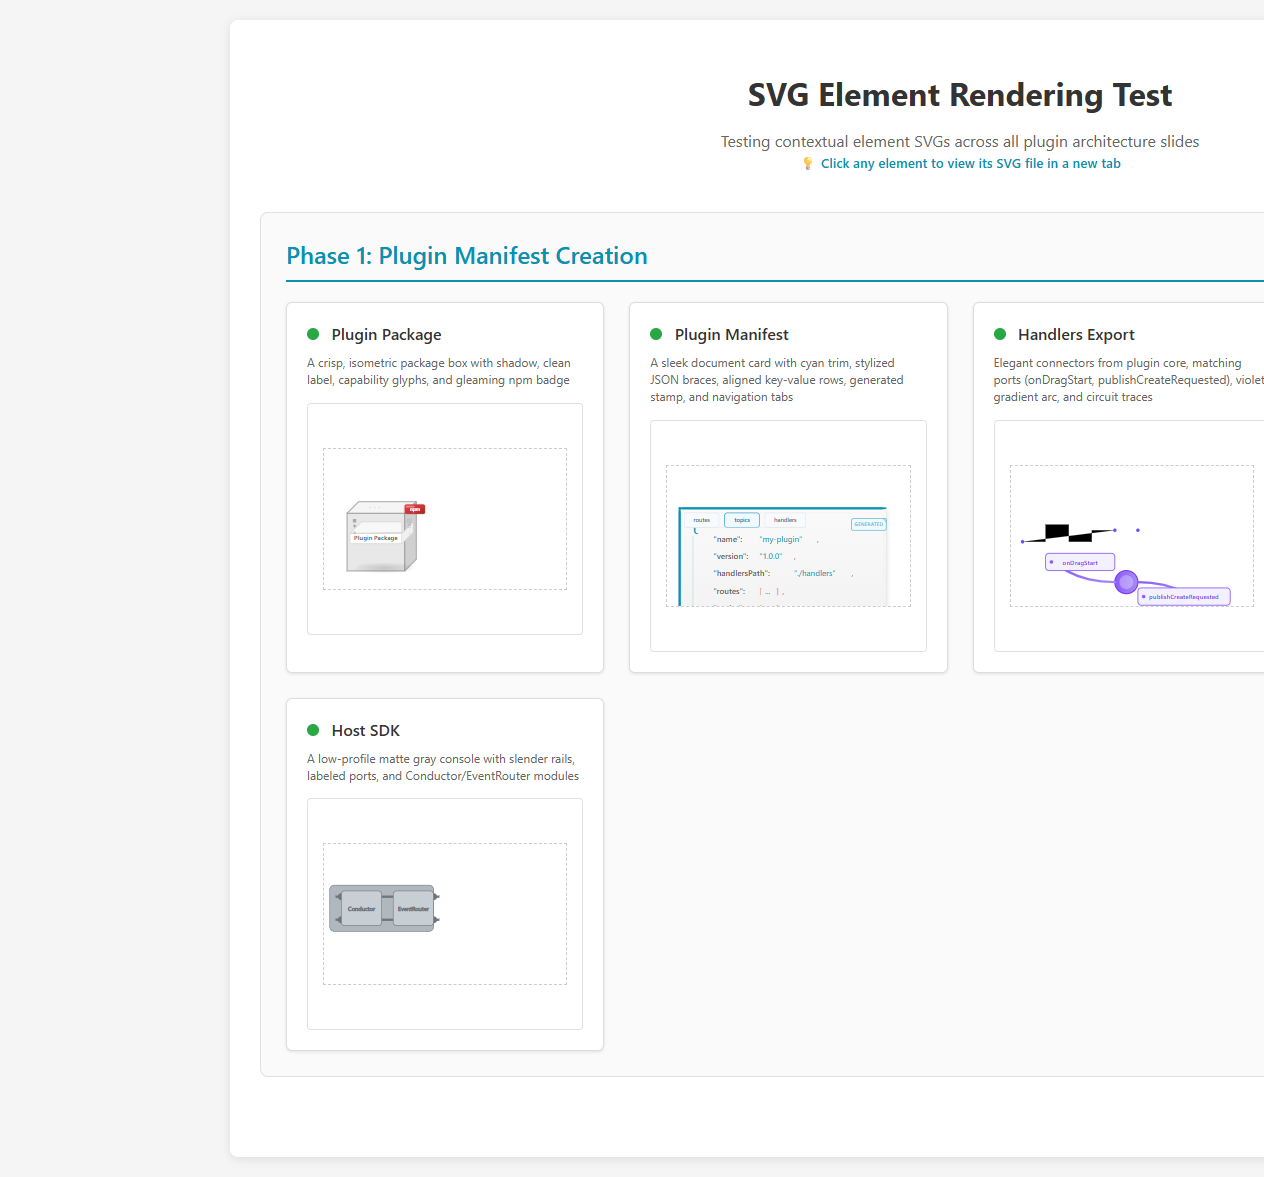 SVG Element Rendering Test
Testing contextual element SVGs across all plugin architecture slides
💡 Click any element to view its SVG file in a new tab
Phase 1: Plugin Manifest Creation
Plugin Package
A crisp, isometric package box with shadow, clean
label, capability glyphs, and gleaming npm badge
npm
Plugin Package
Plugin Manifest
A sleek document card with cyan trim, stylized
JSON braces, aligned key-value rows, generated
stamp, and navigation tabs
routes topics handlers GENERATED
{
"name": "my-plugin" ,
"version": "1.0.0" ,
"handlersPath": "./handlers" ,
"routes": [ ... ] ,
Handlers Export
Elegant connectors from plugin core, matching
ports (onDragStart, publishCreateRequested), violet
gradient arc, and circuit traces
onDragStart
publishCreateRequested
Host SDK
A low-profile matte gray console with slender rails,
labeled ports, and Conductor/EventRouter modules
Conductor EventRouter